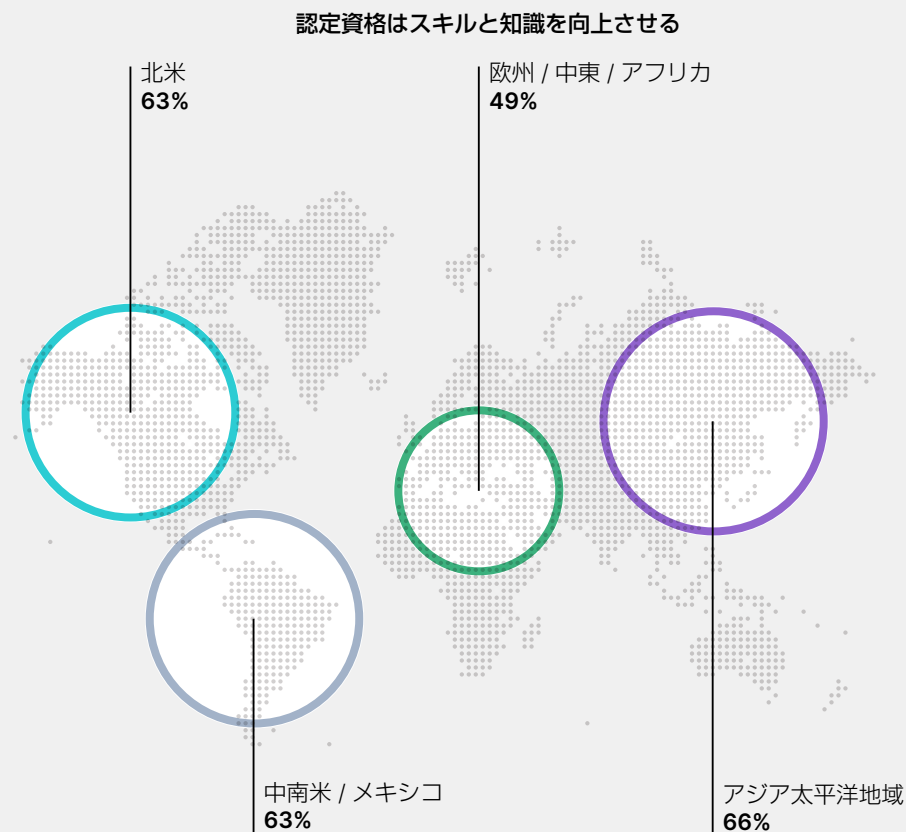 認定資格はスキルと知識を向上させる
北米
63%
欧州 / 中東 / アフリカ
49%
中南米 / メキシコ
63%
アジア太平洋地域
66%